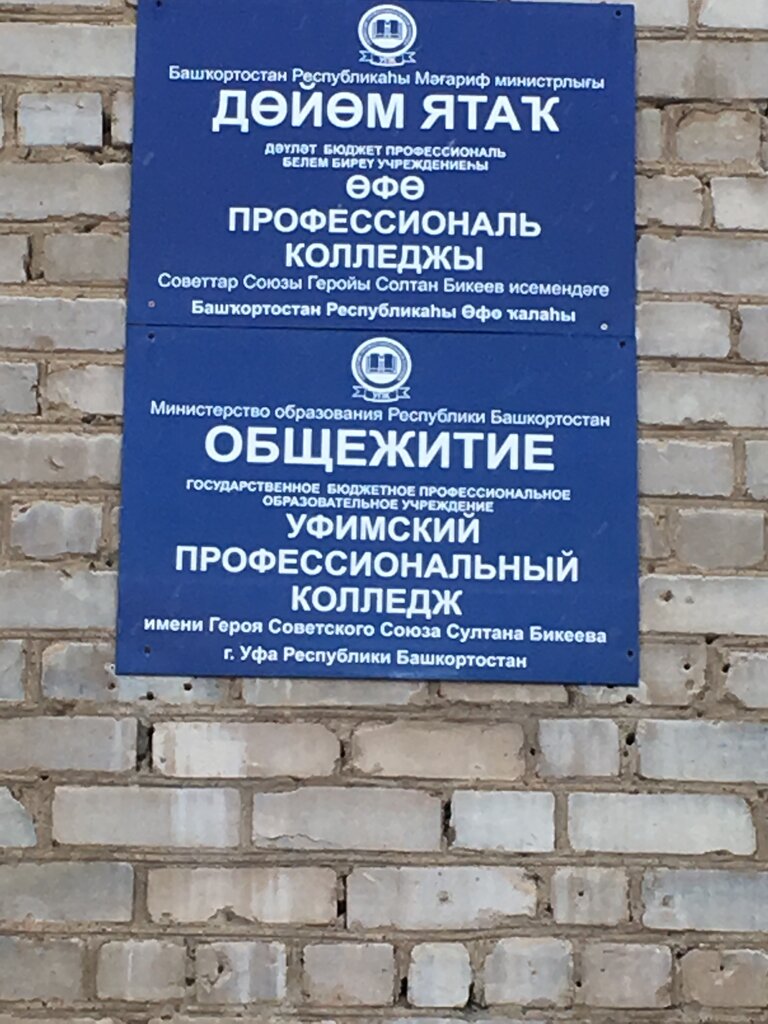 Башҡортостан Республикаһы Мәғариф министрлығы
ДӨЙӨМ ЯТАҠ
ДӘҮЛӘТ БЮДЖЕТ ПРОФЕССИОНАЛЬ
БЕЛЕМ БИРЕҮ УЧРЕЖДЕНИЕҺЫ
ӨФӨ
ПРОФЕССИОНАЛЬ
КОЛЛЕДЖЫ
Советтар Союзы Геройы Солтан Бикеев исемендәге
Башҡортостан Республикаһы Өфө ҡалаһы
УПК
Министерство образования Республики Башкортостан
ОБЩЕЖИТИЕ
ГОСУДАРСТВЕННОЕ БЮДЖЕТНОЕ ПРОФЕССИОНАЛЬНОЕ
ОБРАЗОВАТЕЛЬНОЕ УЧРЕЖДЕНИЕ
УФИМСКИЙ
ПРОФЕССИОНАЛЬНЫЙ
КОЛЛЕДЖ
имени Героя Советского Союза Султана Бикеева
г. Уфа Республики Башкортостан